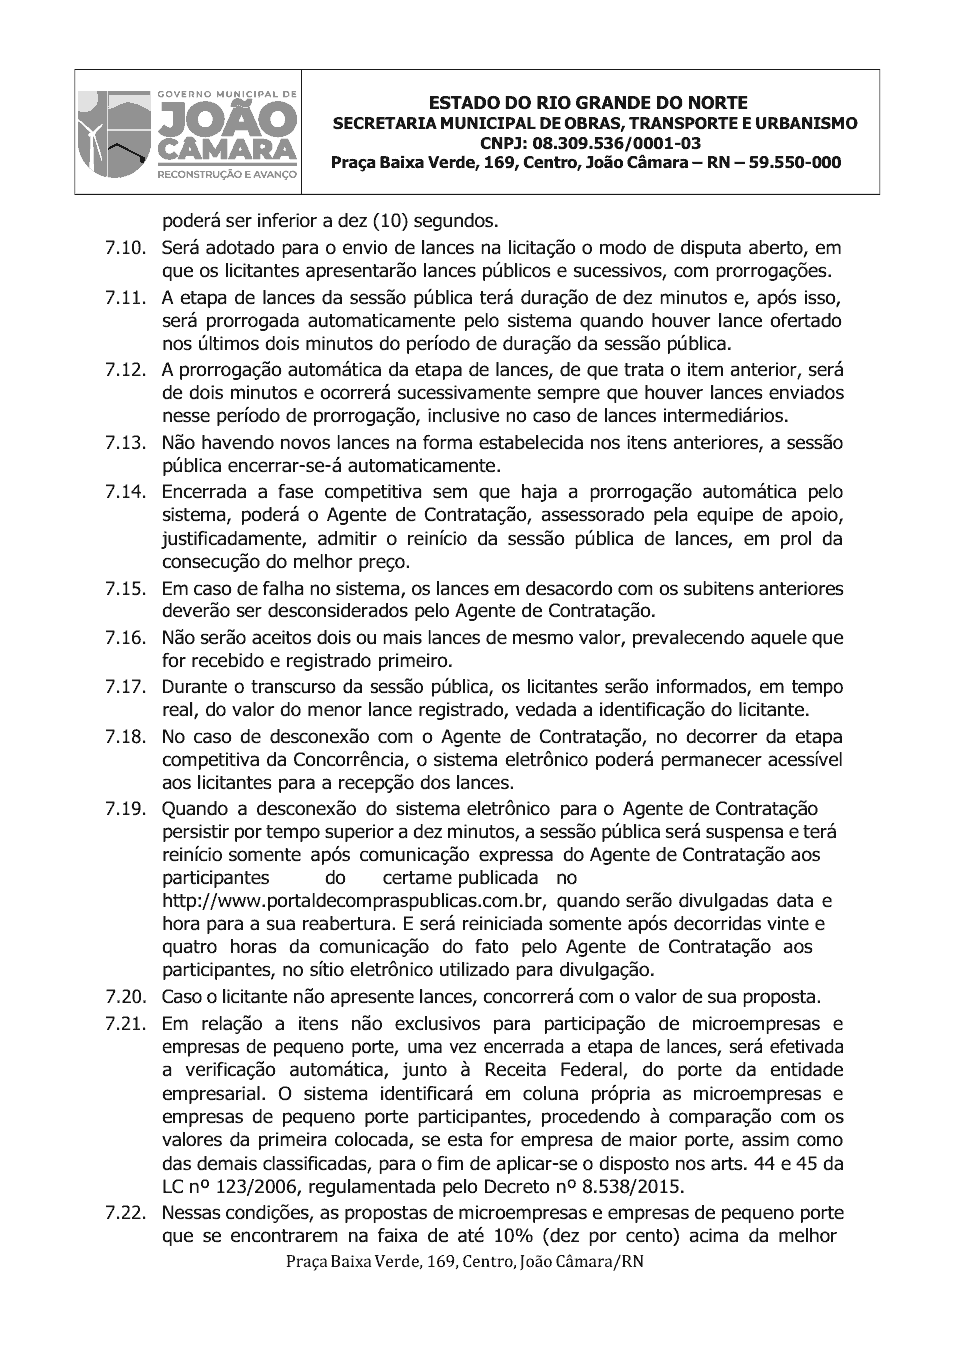 GOVERNO MUNICIPAL DE
JOÃO
CÂMARA
RECONSTRUÇÃO E AVANÇO
ESTADO DO RIO GRANDE DO NORTE
SECRETARIA MUNICIPAL DE OBRAS, TRANSPORTE E URBANISMO
CNPJ: 08.309.536/0001-03
Praça Baixa Verde, 169, Centro, João Câmara – RN – 59.550-000
poderá ser inferior a dez (10) segundos.
7.10. Será adotado para o envio de lances na licitação o modo de disputa aberto, em
que os licitantes apresentarão lances públicos e sucessivos, com prorrogações.
7.11. A etapa de lances da sessão pública terá duração de dez minutos e, após isso,
será prorrogada automaticamente pelo sistema quando houver lance ofertado
nos últimos dois minutos do período de duração da sessão pública.
7.12. A prorrogação automática da etapa de lances, de que trata o item anterior, será
de dois minutos e ocorrerá sucessivamente sempre que houver lances enviados
nesse período de prorrogação, inclusive no caso de lances intermediários.
7.13. Não havendo novos lances na forma estabelecida nos itens anteriores, a sessão
pública encerrar-se-á automaticamente.
7.14. Encerrada a fase competitiva sem que haja a prorrogação automática pelo
sistema, poderá o Agente de Contratação, assessorado pela equipe de apoio,
justificadamente, admitir o reinício da sessão pública de lances, em prol da
consecução do melhor preço.
7.15. Em caso de falha no sistema, os lances em desacordo com os subitens anteriores
deverão ser desconsiderados pelo Agente de Contratação.
7.16. Não serão aceitos dois ou mais lances de mesmo valor, prevalecendo aquele que
for recebido e registrado primeiro.
7.17. Durante o transcurso da sessão pública, os licitantes serão informados, em tempo
real, do valor do menor lance registrado, vedada a identificação do licitante.
7.18. No caso de desconexão com o Agente de Contratação, no decorrer da etapa
competitiva da Concorrência, o sistema eletrônico poderá permanecer acessível
aos licitantes para a recepção dos lances.
7.19. Quando a desconexão do sistema eletrônico para o Agente de Contratação
persistir por tempo superior a dez minutos, a sessão pública será suspensa e terá
reinício somente após comunicação expressa do Agente de Contratação aos
participantes do certame publicada no
http://www.portaldecompraspublicas.com.br, quando serão divulgadas data e
hora para a sua reabertura. E será reiniciada somente após decorridas vinte e
quatro horas da comunicação do fato pelo Agente de Contratação aos
participantes, no sítio eletrônico utilizado para divulgação.
7.20. Caso o licitante não apresente lances, concorrerá com o valor de sua proposta.
7.21. Em relação a itens não exclusivos para participação de microempresas e
empresas de pequeno porte, uma vez encerrada a etapa de lances, será efetivada
a verificação automática, junto à Receita Federal, do porte da entidade
empresarial. O sistema identificará em coluna própria as microempresas e
empresas de pequeno porte participantes, procedendo à comparação com os
valores da primeira colocada, se esta for empresa de maior porte, assim como
das demais classificadas, para o fim de aplicar-se o disposto nos arts. 44 e 45 da
LC nº 123/2006, regulamentada pelo Decreto nº 8.538/2015.
7.22. Nessas condições, as propostas de microempresas e empresas de pequeno porte
que se encontrarem na faixa de até 10% (dez por cento) acima da melhor
Praça Baixa Verde, 169, Centro, João Câmara/RN